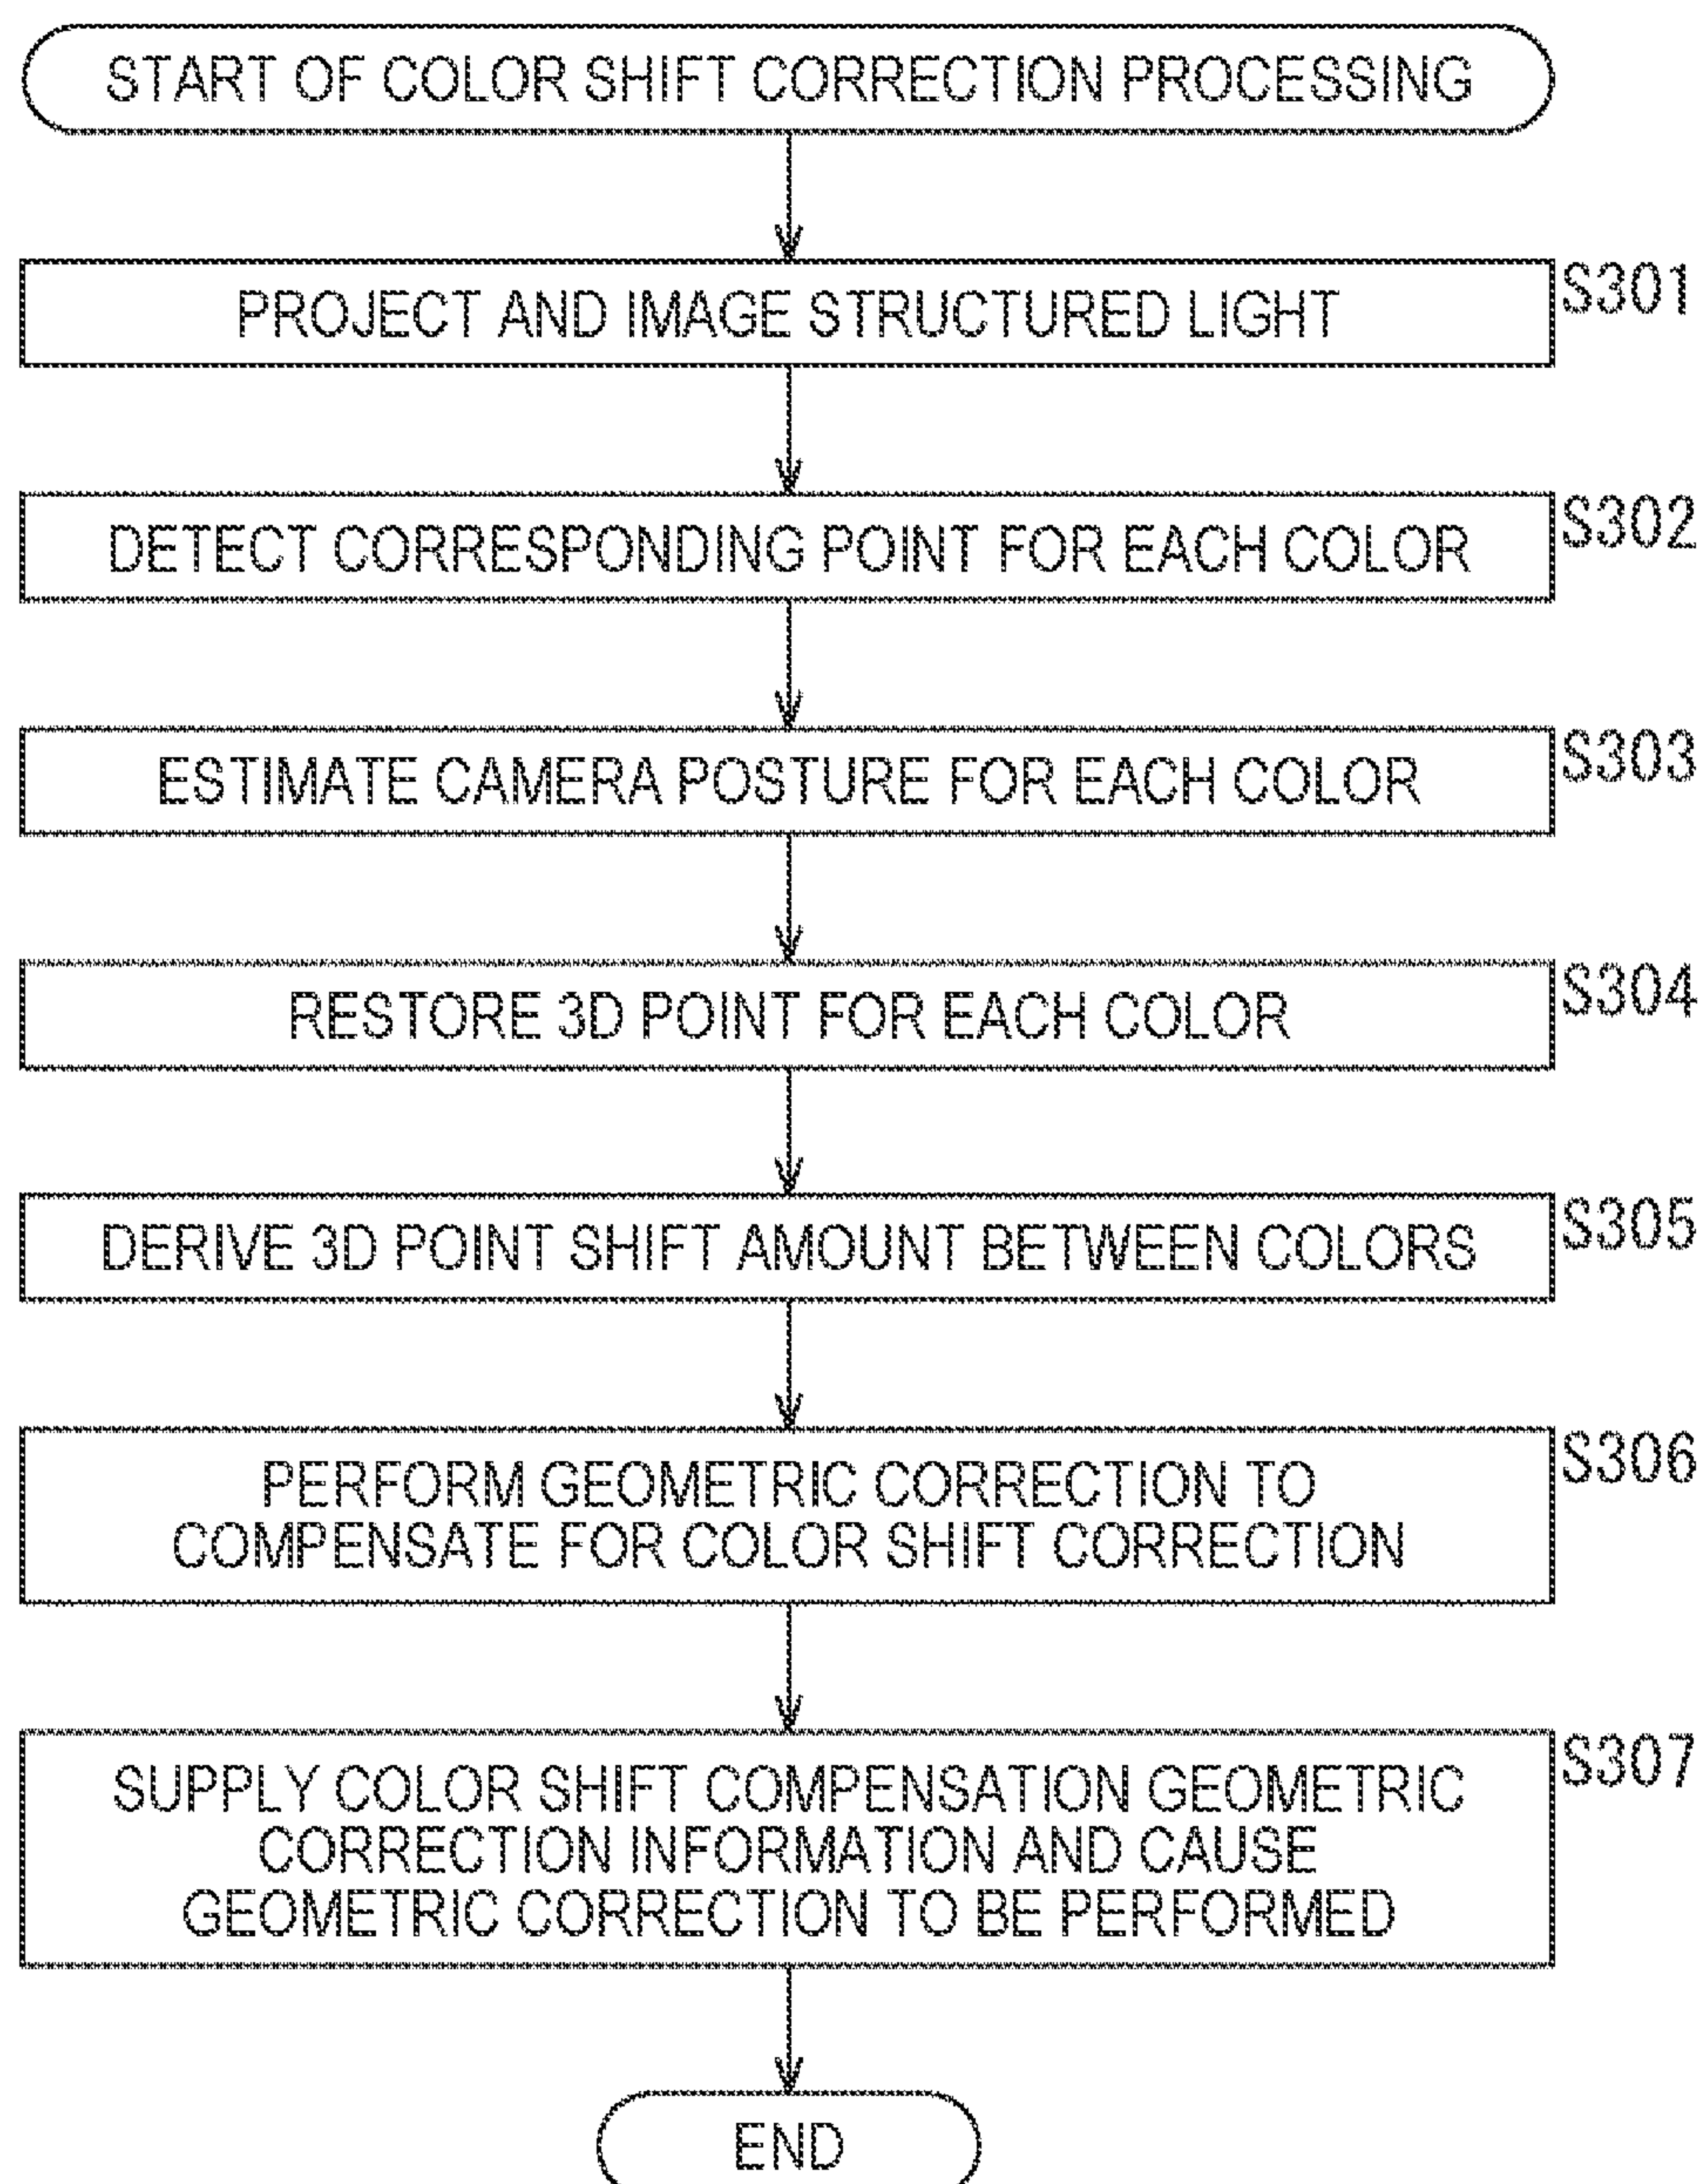 START OF COLOR SHIFT CORRECTION PROCESSING
PROJECT AND IMAGE STRUCTURED LIGHT
S301
DETECT CORRESPONDING POINT FOR EACH COLOR
S302
ESTIMATE CAMERA POSTURE FOR EACH COLOR
S303
RESTORE 3D POINT FOR EACH COLOR
S304
DERIVE 3D POINT SHIFT AMOUNT BETWEEN COLORS
S305
PERFORM GEOMETRIC CORRECTION TO
COMPENSATE FOR COLOR SHIFT CORRECTION
S306
SUPPLY COLOR SHIFT COMPENSATION GEOMETRIC
CORRECTION INFORMATION AND CAUSE
GEOMETRIC CORRECTION TO BE PERFORMED
S307
END